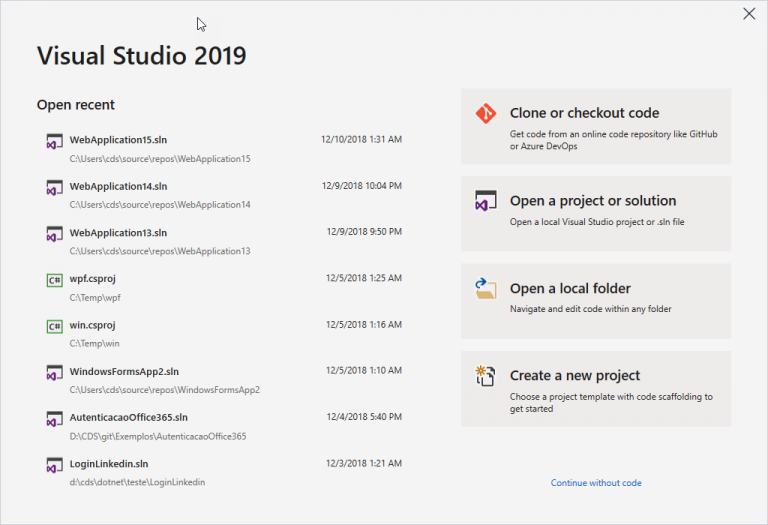 Visual Studio 2019
Open recent
WebApplication15.sln 12/10/2018 1:31 AM
C:\Users\cds\source\repos\WebApplication15
WebApplication14.sln 12/9/2018 10:04 PM
C:\Users\cds\source\repos\WebApplication14
WebApplication13.sln 12/9/2018 9:50 PM
C:\Users\cds\source\repos\WebApplication13
C# wpf.csproj 12/5/2018 1:25 AM
C:\Temp\wpf
C# win.csproj 12/5/2018 1:16 AM
C:\Temp\win
WindowsFormsApp2.sln 12/5/2018 1:10 AM
C:\Users\cds\source\repos\WindowsFormsApp2
AutenticacaoOffice365.sln 12/4/2018 5:40 PM
D:\CDS\git\Exemplos\AutenticacaoOffice365
LoginLinkedin.sln 12/3/2018 1:21 AM
d:\cds\dotnet\teste\LoginLinkedin
Clone or checkout code
Get code from an online code repository like GitHub
or Azure DevOps
Open a project or solution
Open a local Visual Studio project or .sln file
Open a local folder
Navigate and edit code within any folder
Create a new project
Choose a project template with code scaffolding to
get started
Continue without code